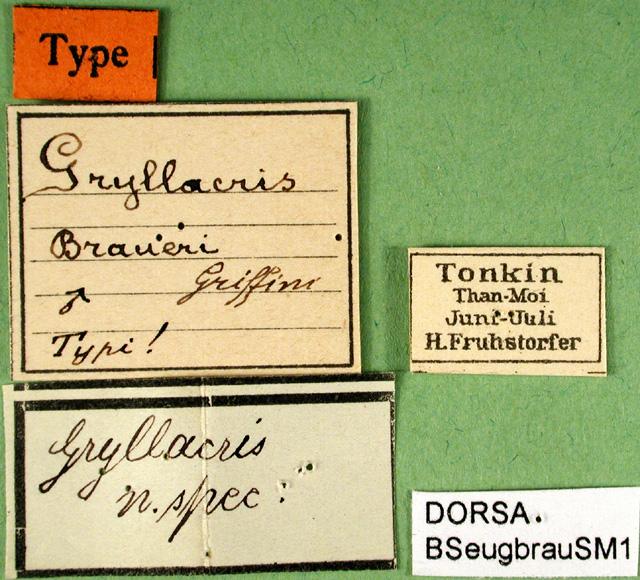 Type
Gryllacris
Braueri
Griffini
♂
Typi!
Tonkin
Than-Moi
Juni-Juli
H.Fruhstorfer
Gryllacris
n. spec.
DORSA
BSeugbrauSM1